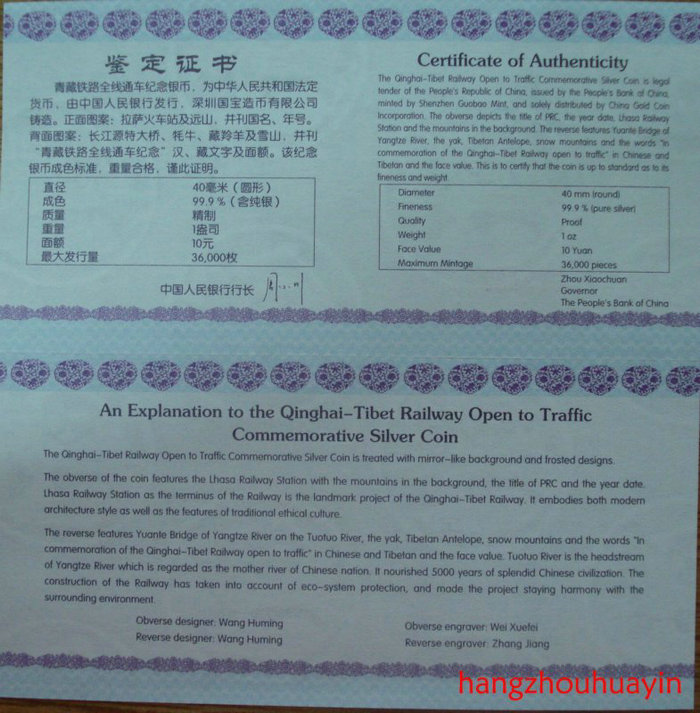 鉴定证书
青藏铁路全线通车纪念银币，为中华人民共和国法定
货币，由中国人民银行发行，深圳国宝造币有限公司
铸造。正面图案：拉萨火车站及远山，并刊国名、年号。
背面图案：长江源特大桥、牦牛、藏羚羊及雪山，并刊
“青藏铁路全线通车纪念”汉、藏文字及面额。该纪念
银币成色标准，重量合格，谨此证明。
直径 40毫米（圆形）
成色 99.9％（含纯银）
质量 精制
重量 1盎司
面额 10元
最大发行量 36,000枚
中国人民银行行长
Certificate of Authenticity
The Qinghai-Tibet Railway Open to Traffic Commemorative Silver Coin is legal
tender of the People's Republic of China, issued by the People's Bank of China,
minted by Shenzhen Guobao Mint, and solely distributed by China Gold Coin
Incorporation. The obverse depicts the title of PRC, the year date, Lhasa Railway
Station and the mountains in the background. The reverse features Yuante Bridge of
Yangtze River, the yak, Tibetan Antelope, snow mountains and the words "in
commemoration of the Qinghai-Tibet Railway open to traffic" in Chinese and
Tibetan and the face value. This is to certify that the coin is up to standard as to its
fineness and weight.
Diameter 40 mm (round)
Fineness 99.9 % (pure silver)
Quality Proof
Weight 1 oz
Face Value 10 Yuan
Maximum Mintage 36,000 pieces
Zhou Xiaochuan
Governor
The People's Bank of China
An Explanation to the Qinghai-Tibet Railway Open to Traffic
Commemorative Silver Coin
The Qinghai-Tibet Railway Open to Traffic Commemorative Silver Coin is treated with mirror-like background and frosted designs.
The obverse of the coin features the Lhasa Railway Station with the mountains in the background, the title of PRC and the year date.
Lhasa Railway Station as the terminus of the Railway is the landmark project of the Qinghai-Tibet Railway. It embodies both modern
architecture style as well as the features of traditional ethical culture.
The reverse features Yuante Bridge of Yangtze River on the Tuotuo River, the yak, Tibetan Antelope, snow mountains and the words "in
commemoration of the Qinghai-Tibet Railway open to traffic" in Chinese and Tibetan and the face value. Tuotuo River is the headstream
of Yangtze River which is regarded as the mother river of Chinese nation. It nourished 5000 years of splendid Chinese civilization. The
construction of the Railway has taken into account of eco-system protection, and made the project staying harmony with the
surrounding environment.
Obverse designer: Wang Huming
Reverse designer: Wang Huming
Obverse engraver: Wei Xuefei
Reverse engraver: Zhang Jiang
hangzhouhuayin